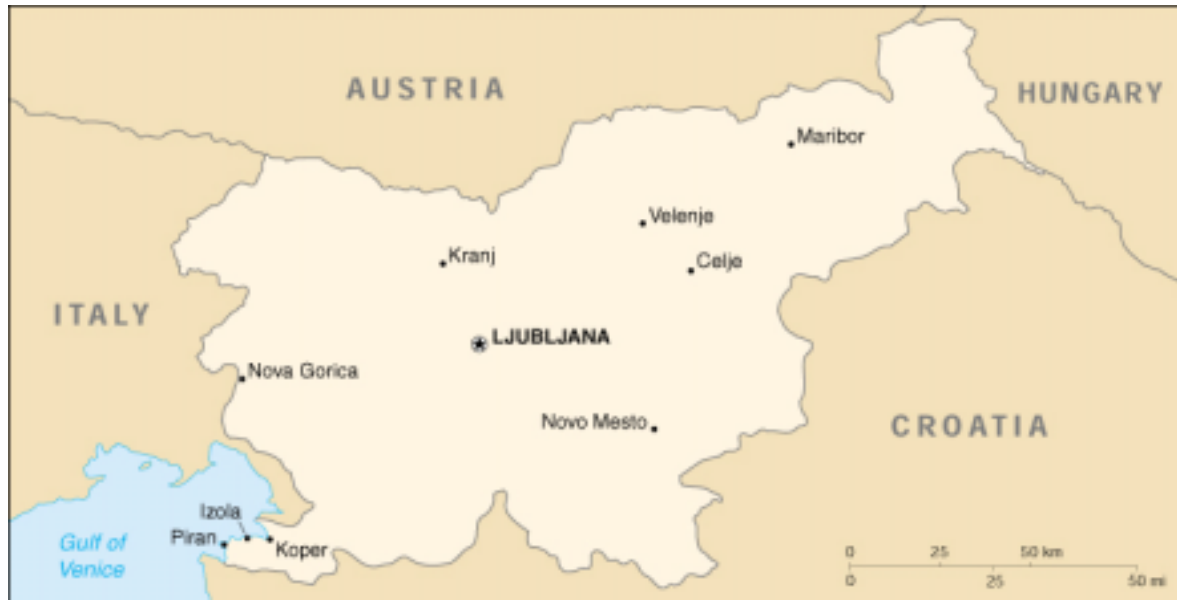 AUSTRIA
HUNGARY
Maribor
Velenje
Kranj
Celje
ITALY
LJUBLJANA
Nova Gorica
Novo Mesto
CROATIA
Izola
Piran
Koper
Gulf of
Venice
0 25 50 km
0 25 50 mi